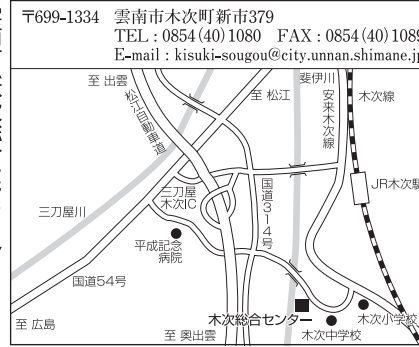 〒699-1334 雲南市木次町新市379
TEL : 0854(40)1080 FAX : 0854(40)1089
E-mail : kisuki-sougou@city.unnan.shimane.jp
至 出雲
松江自動車道
至 松江
斐伊川
安来木次線
木次線
三刀屋木次IC
国道314号
JR木次駅
三刀屋川
平成記念病院
国道54号
木次総合センター
木次小学校
木次中学校
至 広島
至 奥出雲